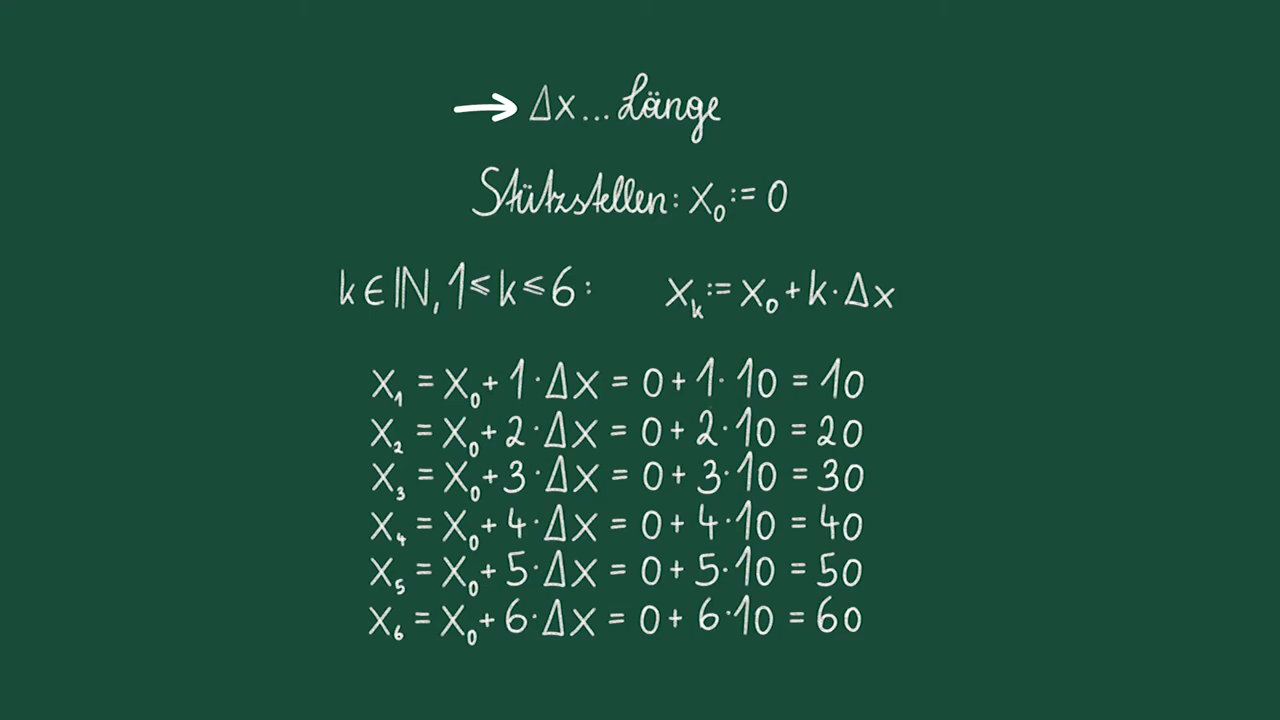 → Δx...Länge
Stützstellen: x₀ := 0
k ∈ ℕ, 1 ≤ k ≤ 6: xₖ := x₀ + k · Δx
x₁ = x₀ + 1 · Δx = 0 + 1 · 10 = 10
x₂ = x₀ + 2 · Δx = 0 + 2 · 10 = 20
x₃ = x₀ + 3 · Δx = 0 + 3 · 10 = 30
x₄ = x₀ + 4 · Δx = 0 + 4 · 10 = 40
x₅ = x₀ + 5 · Δx = 0 + 5 · 10 = 50
x₆ = x₀ + 6 · Δx = 0 + 6 · 10 = 60